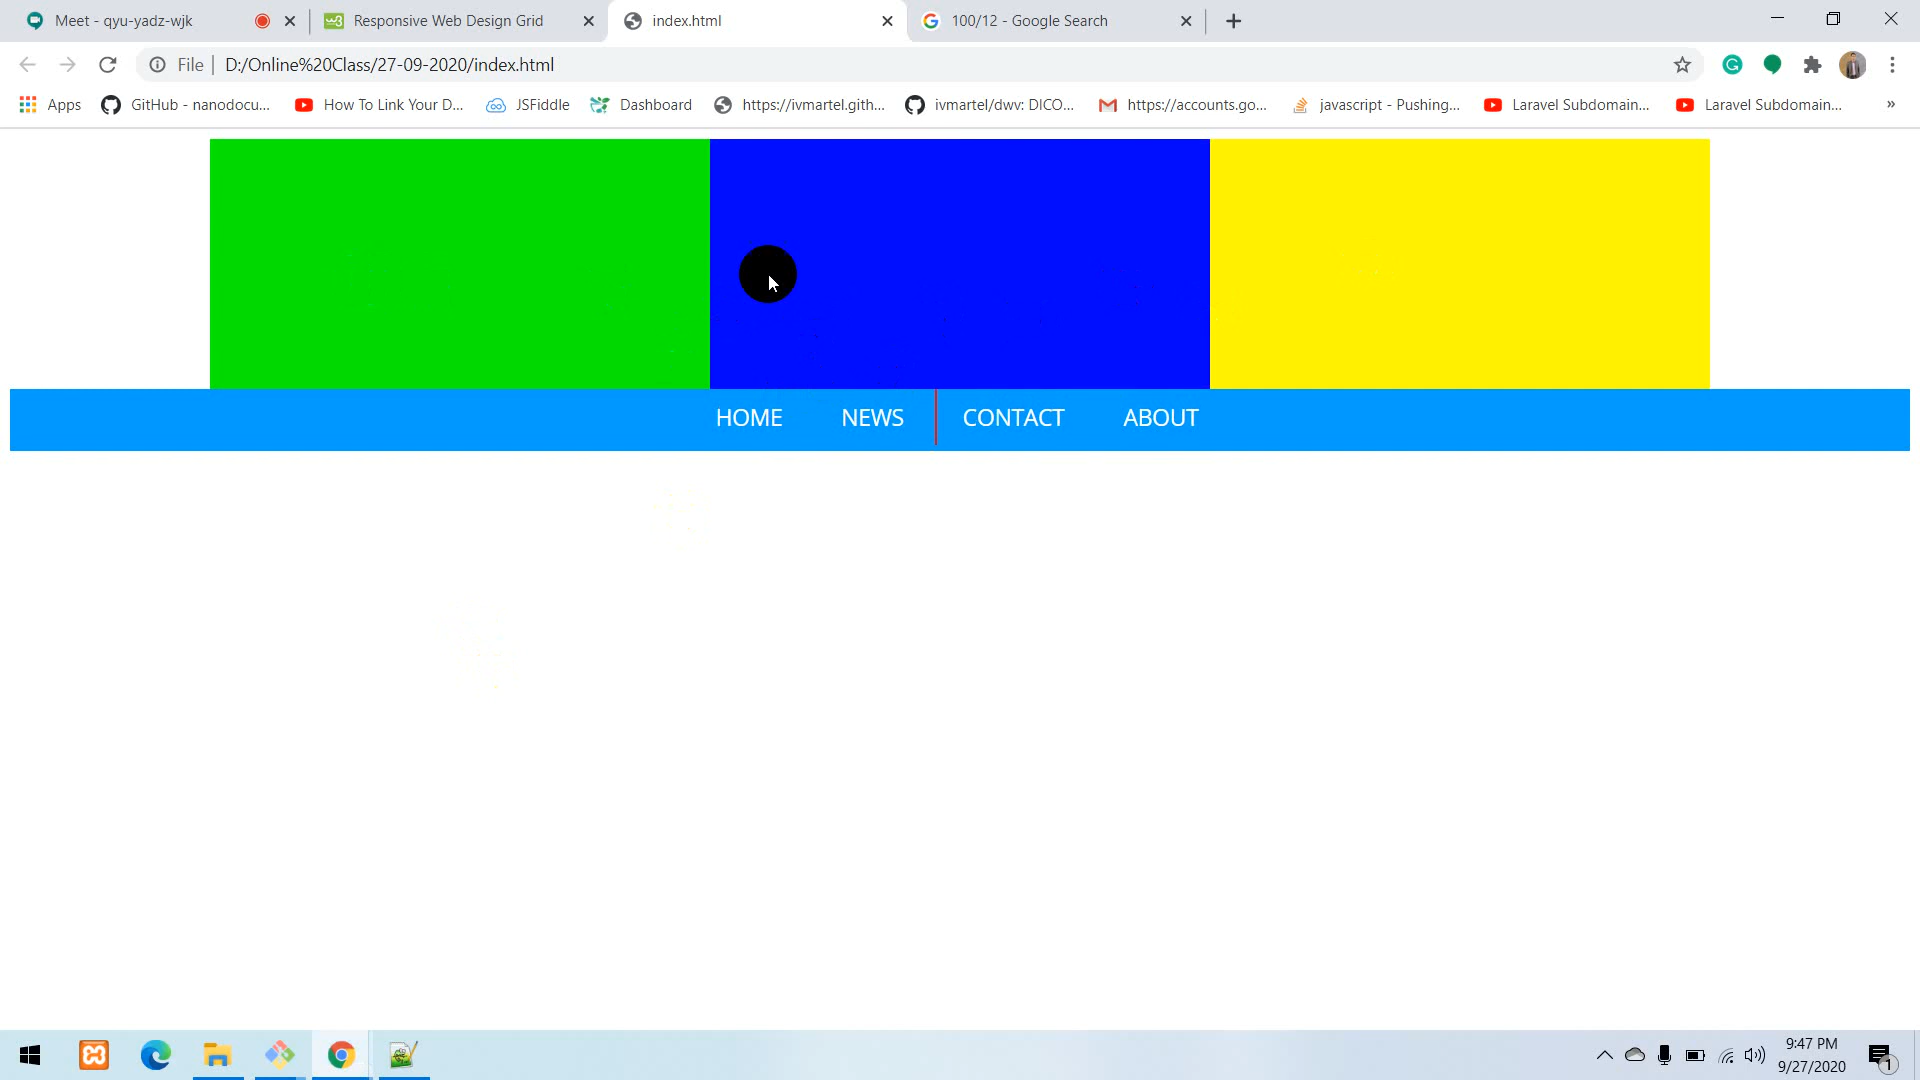 Meet - qyu-yadz-wjk Responsive Web Design Grid index.html 100/12 - Google Search
File D:/Online%20Class/27-09-2020/index.html
Apps GitHub - nanodocu... How To Link Your D... JSFiddle Dashboard https://ivmartel.gith... ivmartel/dwv: DICO... https://accounts.go... javascript - Pushing... Laravel Subdomain... Laravel Subdomain... »
HOME NEWS CONTACT ABOUT
9:47 PM
9/27/2020
1